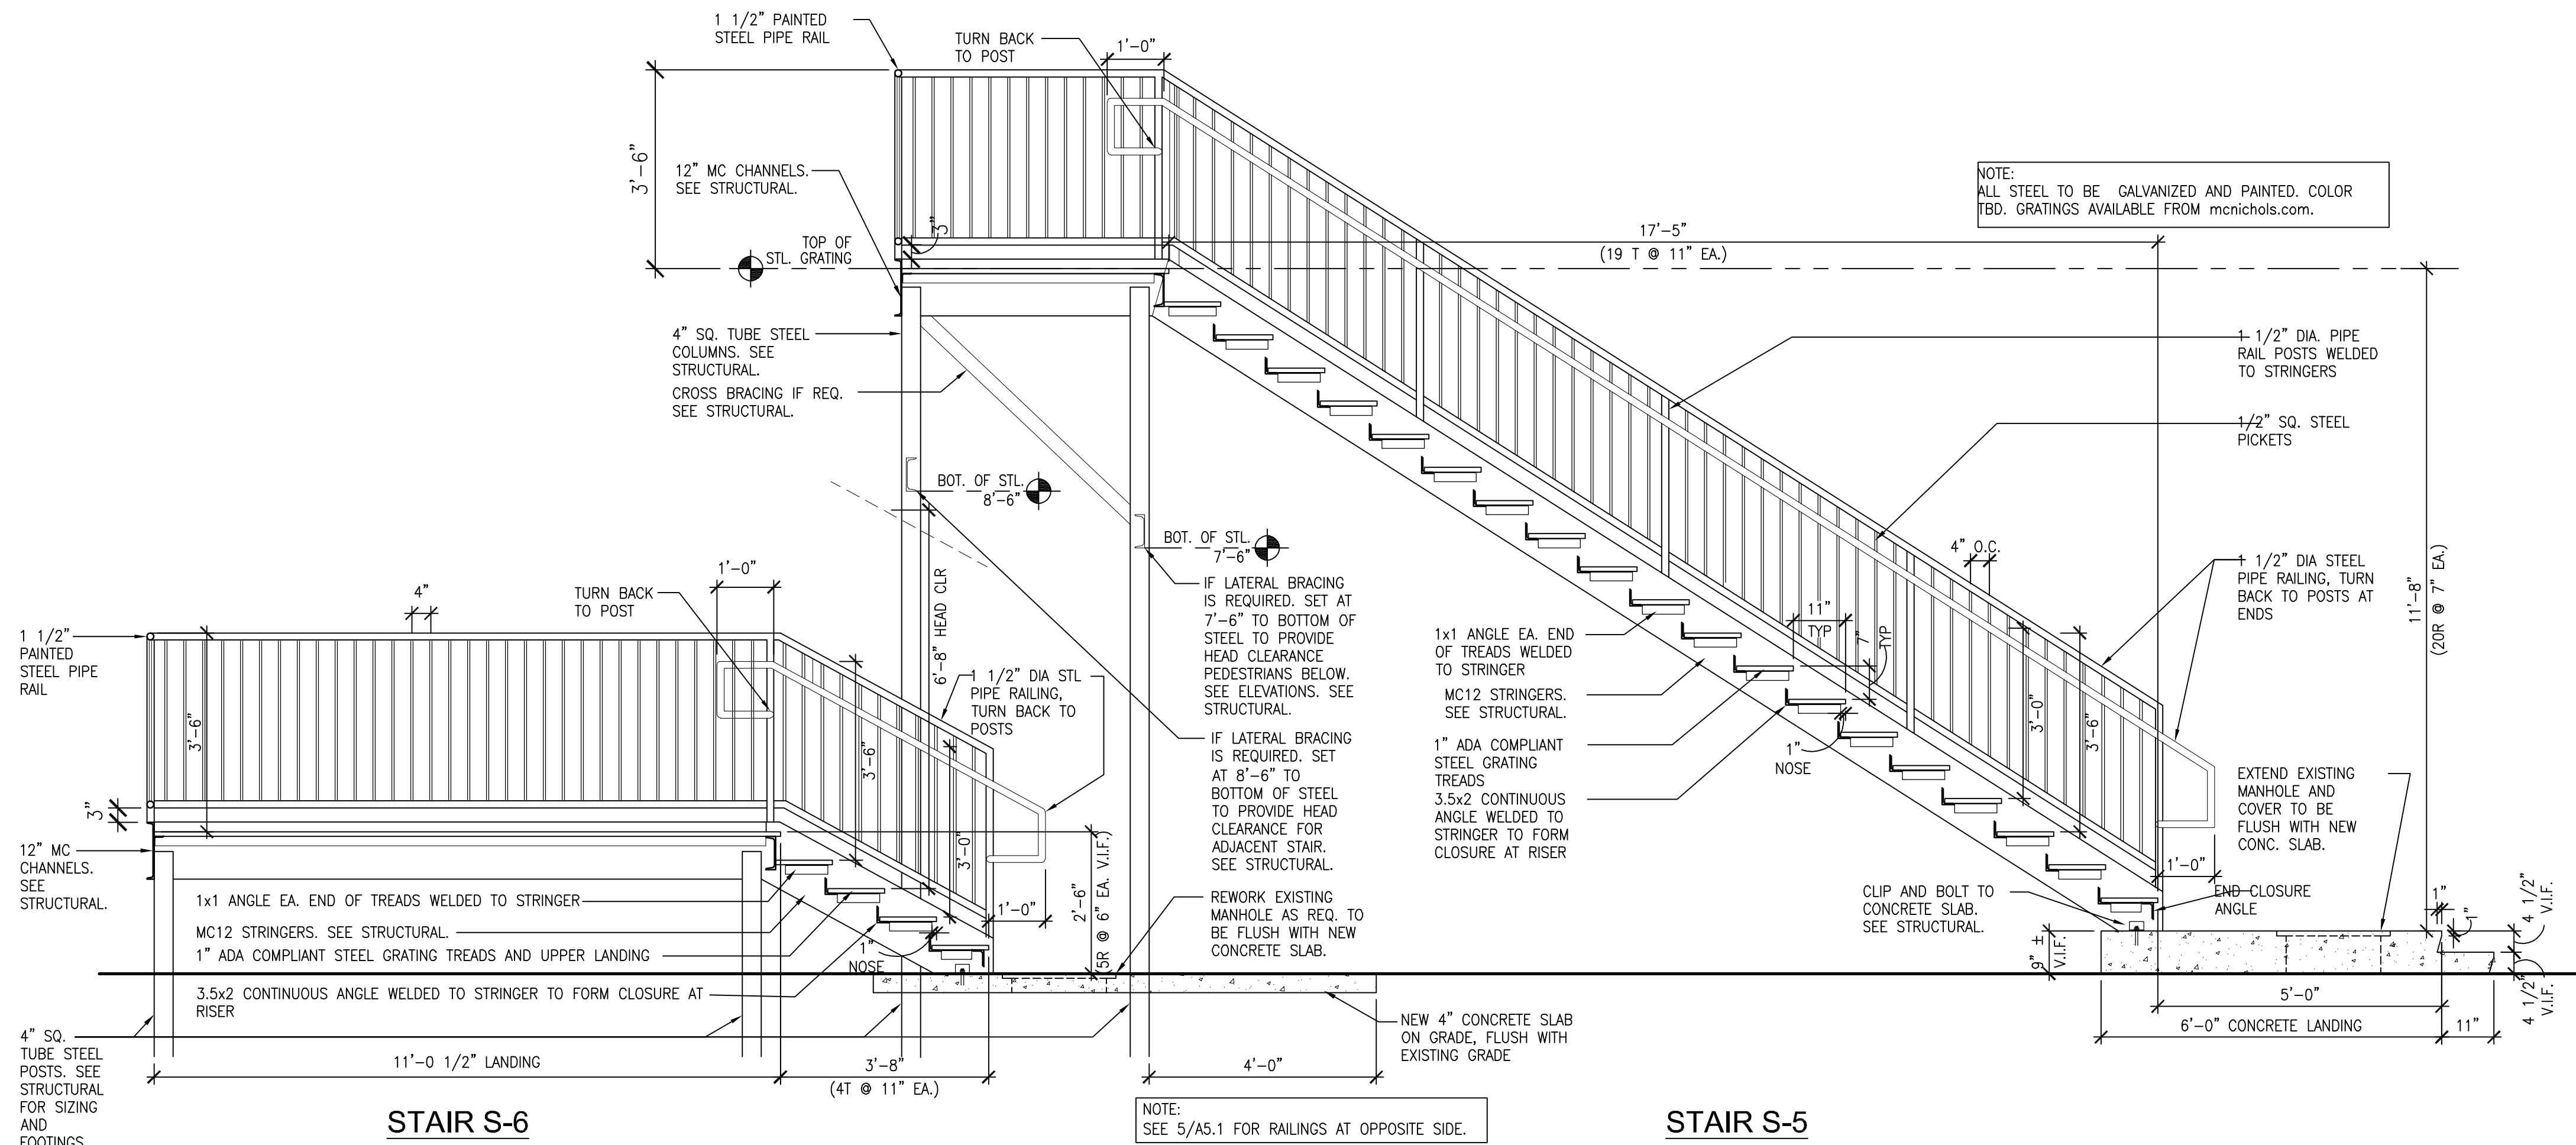 1 1/2" PAINTED
STEEL PIPE RAIL
TURN BACK
TO POST
1'-0"
3'-6"
12" MC CHANNELS.
SEE STRUCTURAL.
3"
TOP OF
STL. GRATING
NOTE:
ALL STEEL TO BE GALVANIZED AND PAINTED. COLOR
TBD. GRATINGS AVAILABLE FROM mcnichols.com.
17'-5"
(19 T @ 11" EA.)
4" SQ. TUBE STEEL
COLUMNS. SEE
STRUCTURAL.
CROSS BRACING IF REQ.
SEE STRUCTURAL.
1 1/2" DIA. PIPE
RAIL POSTS WELDED
TO STRINGERS
1/2" SQ. STEEL
PICKETS
BOT. OF STL.
8'-6"
BOT. OF STL.
7'-6"
6'-8" HEAD CLR
4" O.C.
1 1/2" DIA STEEL
PIPE RAILING, TURN
BACK TO POSTS AT
ENDS
11'-8"
(20R @ 7" EA.)
IF LATERAL BRACING
IS REQUIRED. SET AT
7'-6" TO BOTTOM OF
STEEL TO PROVIDE
HEAD CLEARANCE
PEDESTRIANS BELOW.
SEE ELEVATIONS. SEE
STRUCTURAL.
IF LATERAL BRACING
IS REQUIRED. SET
AT 8'-6" TO
BOTTOM OF STEEL
TO PROVIDE HEAD
CLEARANCE FOR
ADJACENT STAIR.
SEE STRUCTURAL.
1x1 ANGLE EA. END
OF TREADS WELDED
TO STRINGER
MC12 STRINGERS.
SEE STRUCTURAL.
1" ADA COMPLIANT
STEEL GRATING
TREADS
3.5x2 CONTINUOUS
ANGLE WELDED TO
STRINGER TO FORM
CLOSURE AT RISER
11"
TYP
7"
TYP
1"
NOSE
3'-0"
3'-6"
EXTEND EXISTING
MANHOLE AND
COVER TO BE
FLUSH WITH NEW
CONC. SLAB.
1'-0"
CLIP AND BOLT TO
CONCRETE SLAB.
SEE STRUCTURAL.
END CLOSURE
ANGLE
1"
1"
4 1/2"
V.I.F.
4 1/2"
V.I.F.
9" ±
V.I.F.
5'-0"
6'-0" CONCRETE LANDING
11"
1 1/2"
PAINTED
STEEL PIPE
RAIL
4"
1'-0"
TURN BACK
TO POST
3'-6"
3'-6"
3'-0"
1 1/2" DIA STL
PIPE RAILING,
TURN BACK TO
POSTS
3"
12" MC
CHANNELS.
SEE
STRUCTURAL.
1x1 ANGLE EA. END OF TREADS WELDED TO STRINGER
MC12 STRINGERS. SEE STRUCTURAL.
1" ADA COMPLIANT STEEL GRATING TREADS AND UPPER LANDING
3.5x2 CONTINUOUS ANGLE WELDED TO STRINGER TO FORM CLOSURE AT
RISER
1"
NOSE
1'-0"
2'-6"
(5R @ 6" EA. V.I.F.)
REWORK EXISTING
MANHOLE AS REQ. TO
BE FLUSH WITH NEW
CONCRETE SLAB.
NEW 4" CONCRETE SLAB
ON GRADE, FLUSH WITH
EXISTING GRADE
4" SQ.
TUBE STEEL
POSTS. SEE
STRUCTURAL
FOR SIZING
AND
FOOTINGS
11'-0 1/2" LANDING
3'-8"
(4T @ 11" EA.)
4'-0"
STAIR S-6
NOTE:
SEE 5/A5.1 FOR RAILINGS AT OPPOSITE SIDE.
STAIR S-5